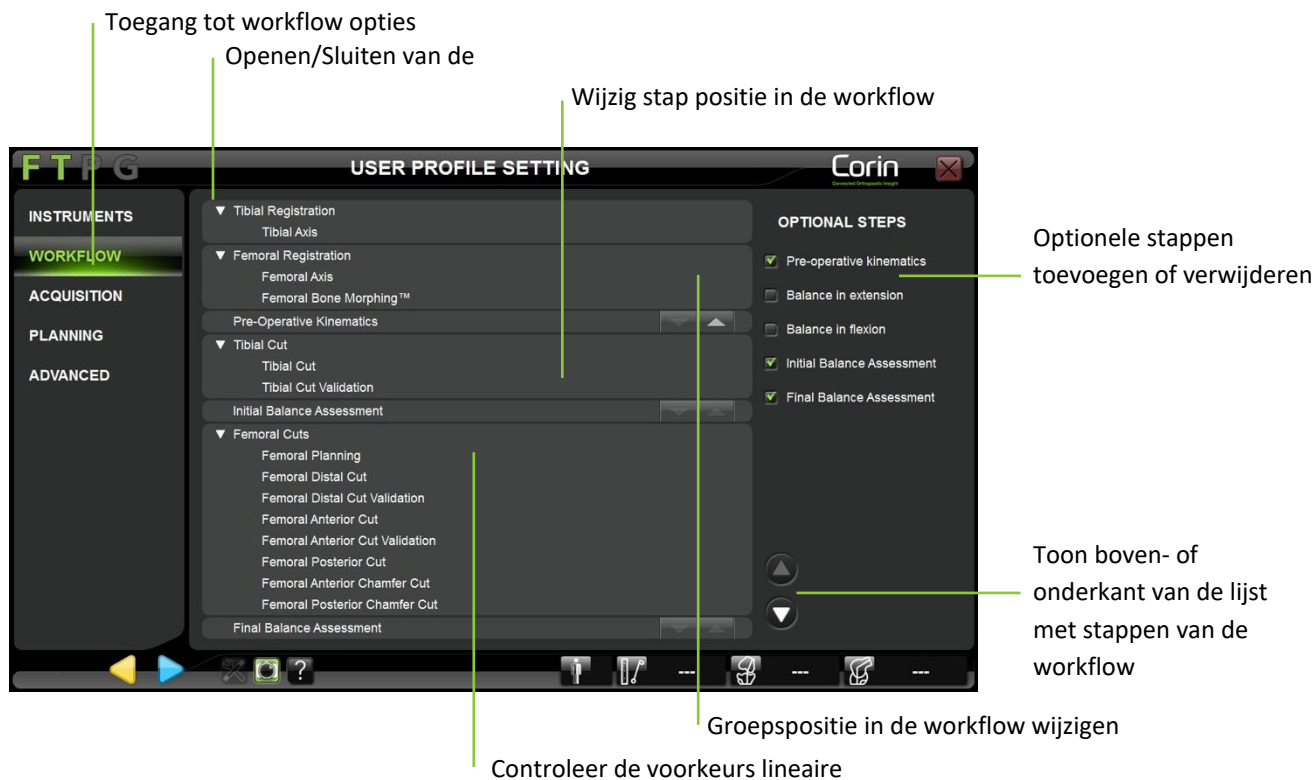 Toegang tot workflow opties
Openen/Sluiten van de
Wijzig stap positie in de workflow
FTPG
USER PROFILE SETTING
Corin
Connected Orthopaedic Insight
INSTRUMENTS
WORKFLOW
ACQUISITION
PLANNING
ADVANCED
Tibial Registration
Tibial Axis
Femoral Registration
Femoral Axis
Femoral Bone Morphing™
Pre-Operative Kinematics
Tibial Cut
Tibial Cut
Tibial Cut Validation
Initial Balance Assessment
Femoral Cuts
Femoral Planning
Femoral Distal Cut
Femoral Distal Cut Validation
Femoral Anterior Cut
Femoral Anterior Cut Validation
Femoral Posterior Cut
Femoral Anterior Chamfer Cut
Femoral Posterior Chamfer Cut
Final Balance Assessment
OPTIONAL STEPS
Pre-operative kinematics
Balance in extension
Balance in flexion
Initial Balance Assessment
Final Balance Assessment
Optionele stappen
toevoegen of verwijderen
Toon boven- of
onderkant van de lijst
met stappen van de
workflow
?
---
---
---
Groepspositie in de workflow wijzigen
Controleer de voorkeurs lineaire